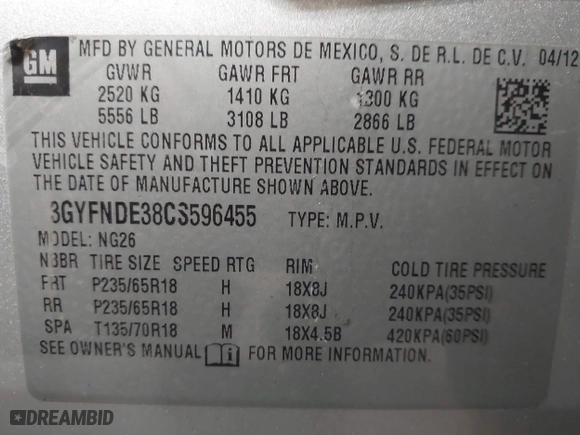 GM
MFD BY GENERAL MOTORS DE MEXICO, S. DE R.L. DE C.V. 04/12
GVWR GAWR FRT GAWR RR
2520 KG 1410 KG 1300 KG
5556 LB 3108 LB 2866 LB
THIS VEHICLE CONFORMS TO ALL APPLICABLE U.S. FEDERAL MOTOR
VEHICLE SAFETY AND THEFT PREVENTION STANDARDS IN EFFECT ON
THE DATE OF MANUFACTURE SHOWN ABOVE.
3GYFNDE38CS596455 TYPE: M.P.V.
MODEL: NG26
NBBR TIRE SIZE SPEED RTG RIM COLD TIRE PRESSURE
FRT P235/65R18 H 18X8J 240KPA(35PSI)
RR P235/65R18 H 18X8J 240KPA(35PSI)
SPA T135/70R18 M 18X4.5B 420KPA(60PSI)
SEE OWNER'S MANUAL FOR MORE INFORMATION.
DREAMBID